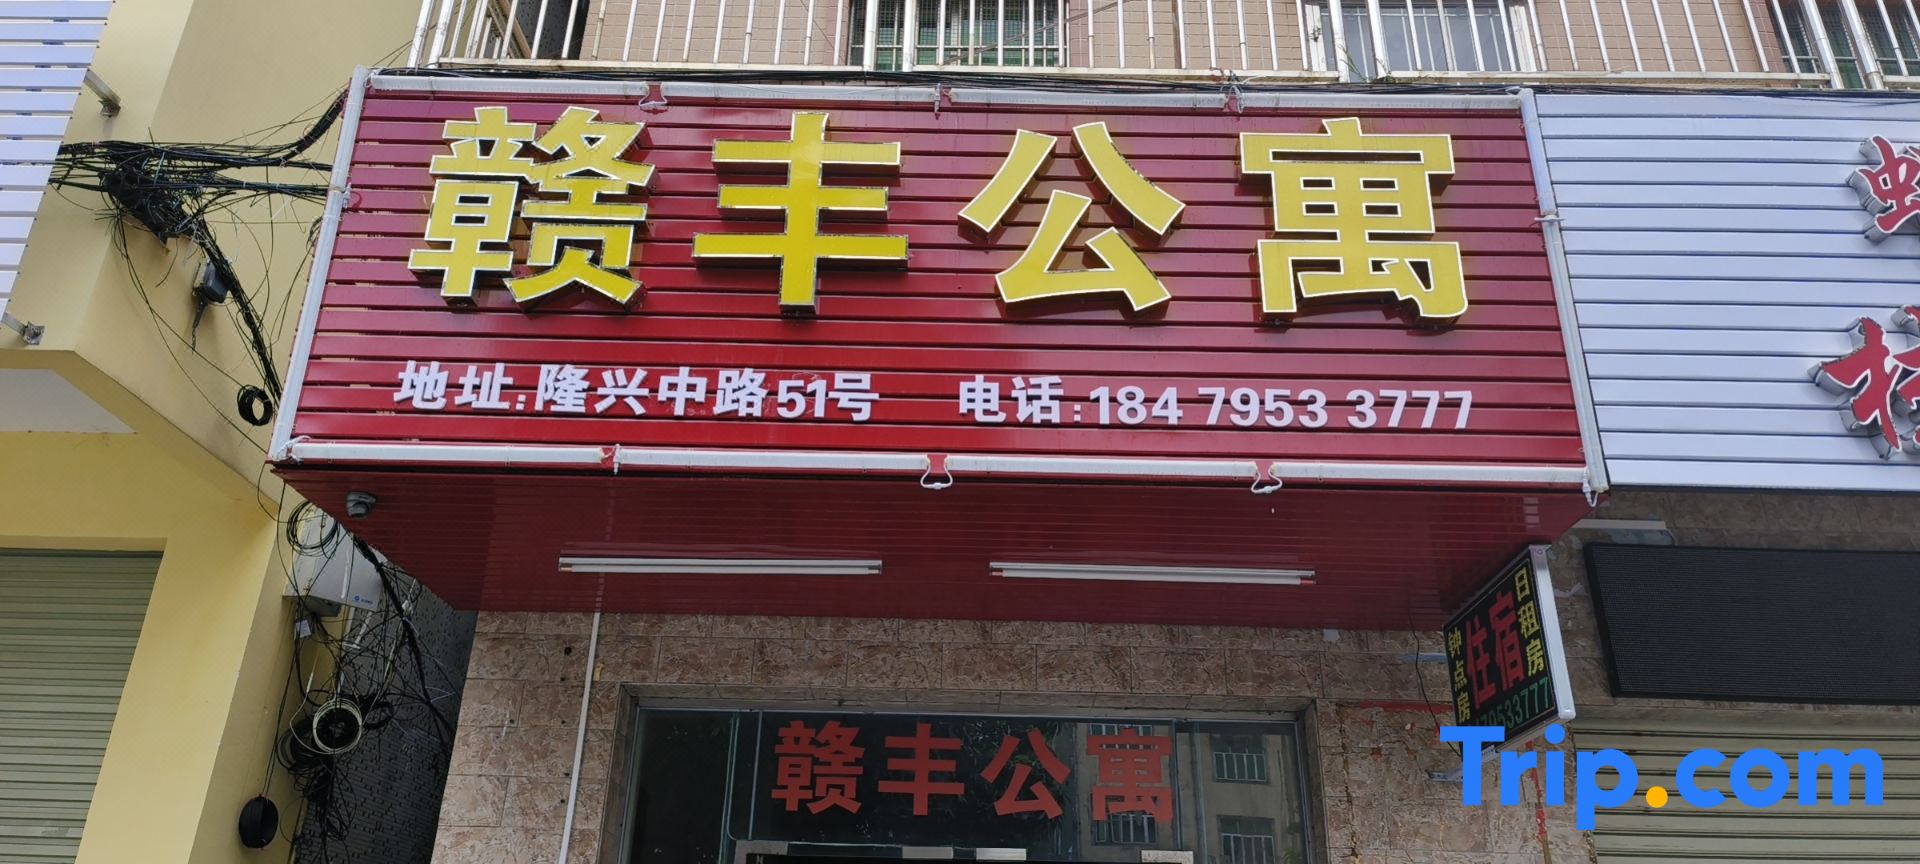 赣丰公寓
地址:隆兴中路51号 电话:184 7953 3777
钟点房
住宿
日租房
79533777
赣丰公寓
Trip.com